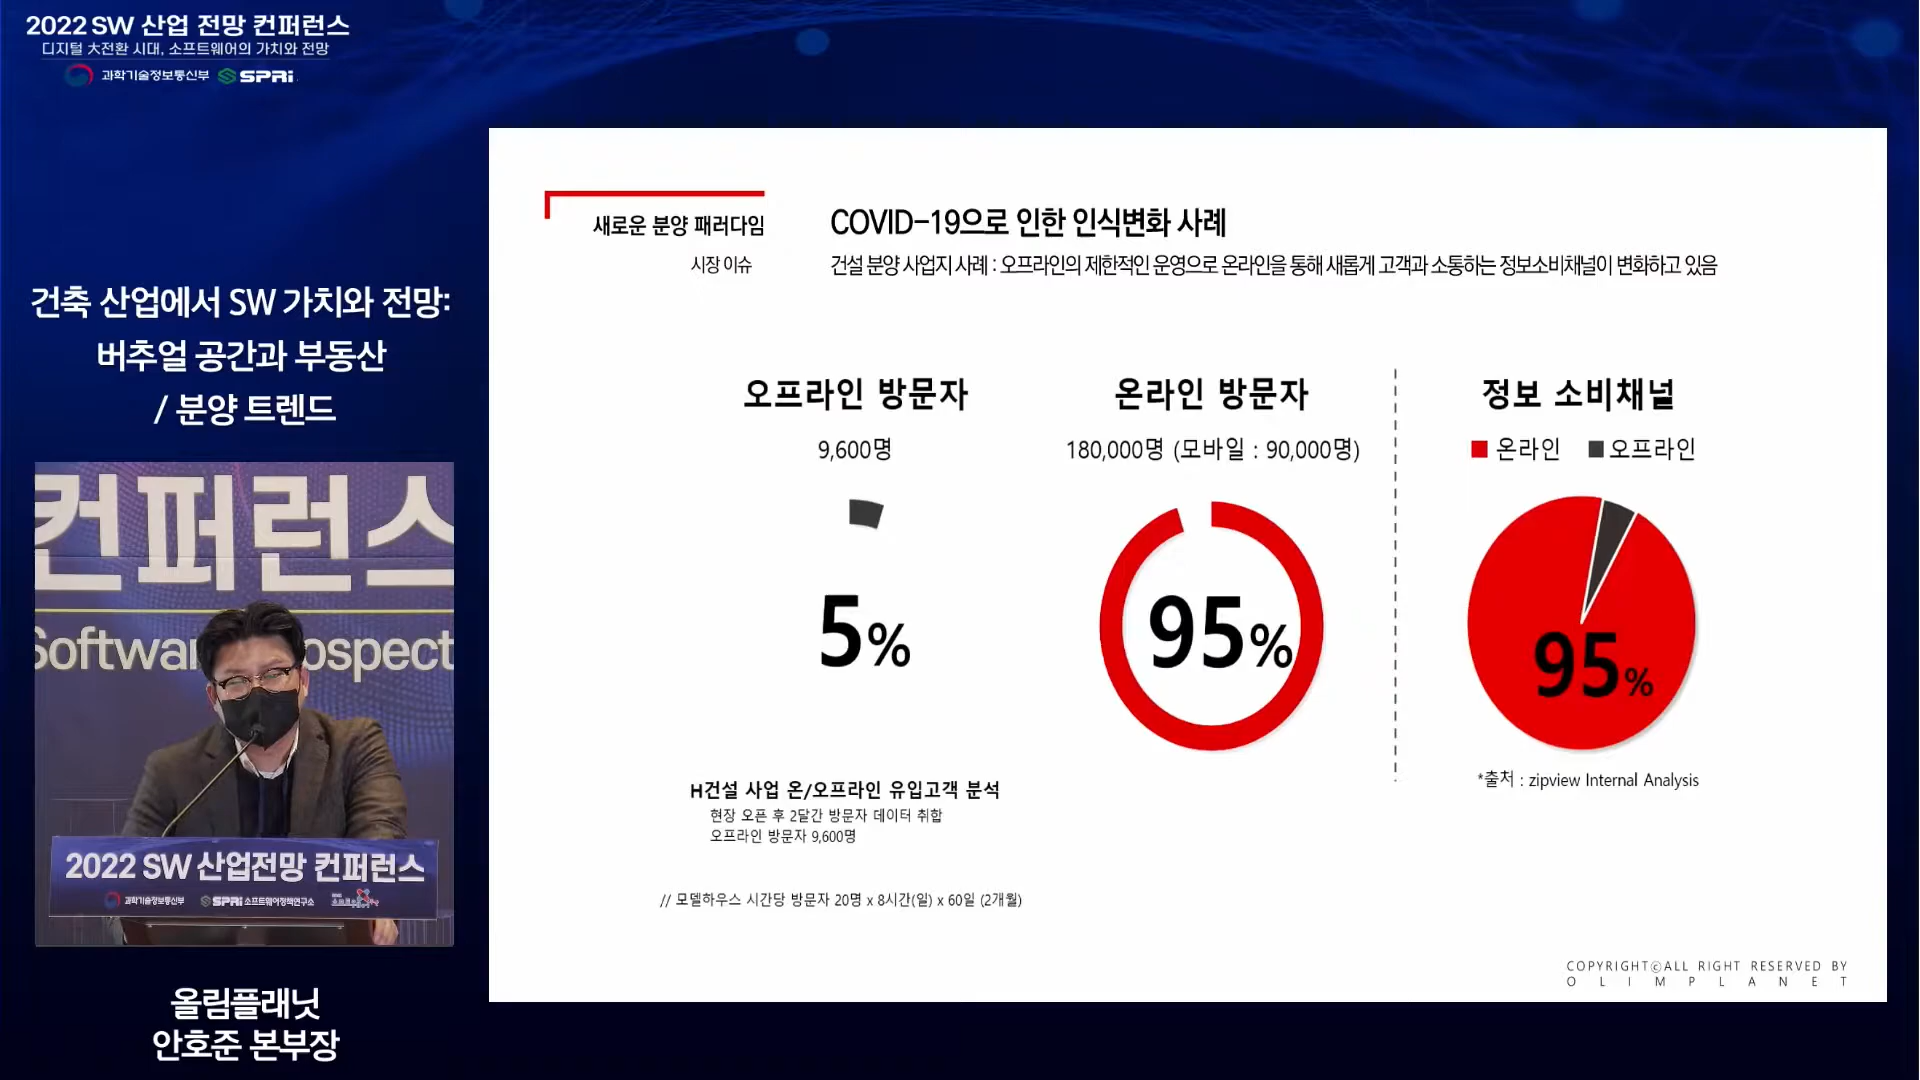 2022 SW 산업 전망 컨퍼런스
디지털 大전환 시대, 소프트웨어의 가치와 전망
과학기술정보통신부 SPRi
건축 산업에서 SW 가치와 전망:
버추얼 공간과 부동산
/ 분양 트렌드
컨퍼런스
Softwar ospect
2022 SW 산업전망 컨퍼런스
과학기술정보통신부 SPRi 소프트웨어정책연구소
올림플래닛
안호준 본부장
새로운 분양 패러다임
시장 이슈
COVID-19으로 인한 인식변화 사례
건설 분양 사업지 사례 : 오프라인의 제한적인 운영으로 온라인을 통해 새롭게 고객과 소통하는 정보소비채널이 변화하고 있음
오프라인 방문자
9,600명
5%
온라인 방문자
180,000명 (모바일 : 90,000명)
95%
정보 소비채널
온라인 오프라인
95%
*출처 : zipview Internal Analysis
H건설 사업 온/오프라인 유입고객 분석
현장 오픈 후 2달간 방문자 데이터 취합
오프라인 방문자 9,600명
// 모델하우스 시간당 방문자 20명 x 8시간(일) x 60일 (2개월)
COPYRIGHTⓒALL RIGHT RESERVED BY
OLIMPLANET